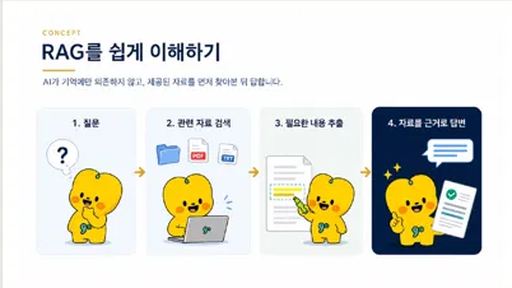 CONCEPT
RAG를 쉽게 이해하기
AI가 기억에만 의존하지 않고, 제공된 자료를 먼저 찾아본 뒤 답합니다.
1. 질문
2. 관련 자료 검색
3. 필요한 내용 추출
4. 자료를 근거로 답변
?
PDF
TXT